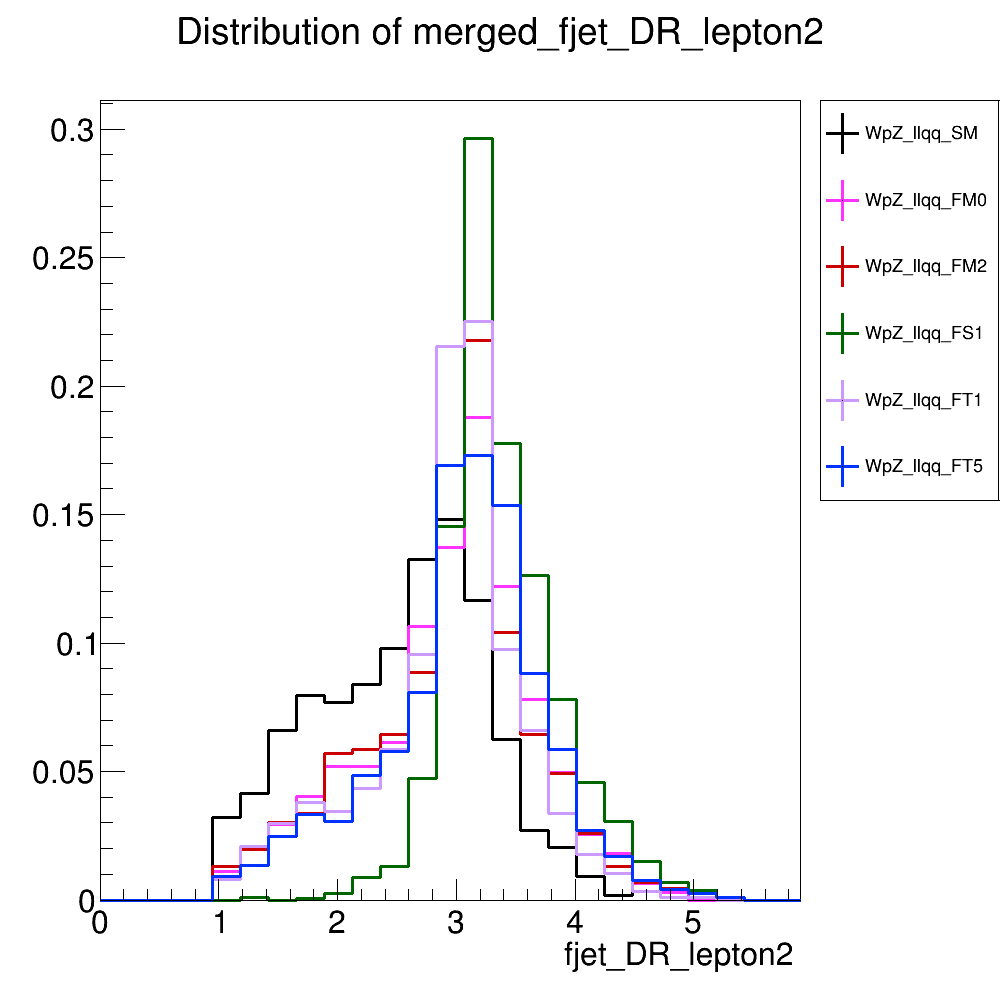 Distribution of merged_fjet_DR_lepton2
0.3
0.25
0.2
0.15
0.1
0.05
0
0 1 2 3 4 5
fjet_DR_lepton2
WpZ_llqq_SM
WpZ_llqq_FM0
WpZ_llqq_FM2
WpZ_llqq_FS1
WpZ_llqq_FT1
WpZ_llqq_FT5